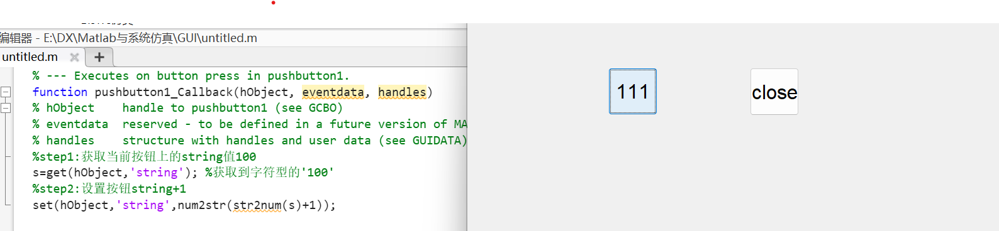 编辑器 - E:\DX\Matlab与系统仿真\GUI\untitled.m
untitled.m
% --- Executes on button press in pushbutton1.
function pushbutton1_Callback(hObject, eventdata, handles)
% hObject    handle to pushbutton1 (see GCBO)
% eventdata  reserved - to be defined in a future version of MA
% handles    structure with handles and user data (see GUIDATA)
%step1:获取当前按钮上的string值100
s=get(hObject,'string'); %获取到字符型的'100'
%step2:设置按钮string+1
set(hObject,'string',num2str(str2num(s)+1));
111
close